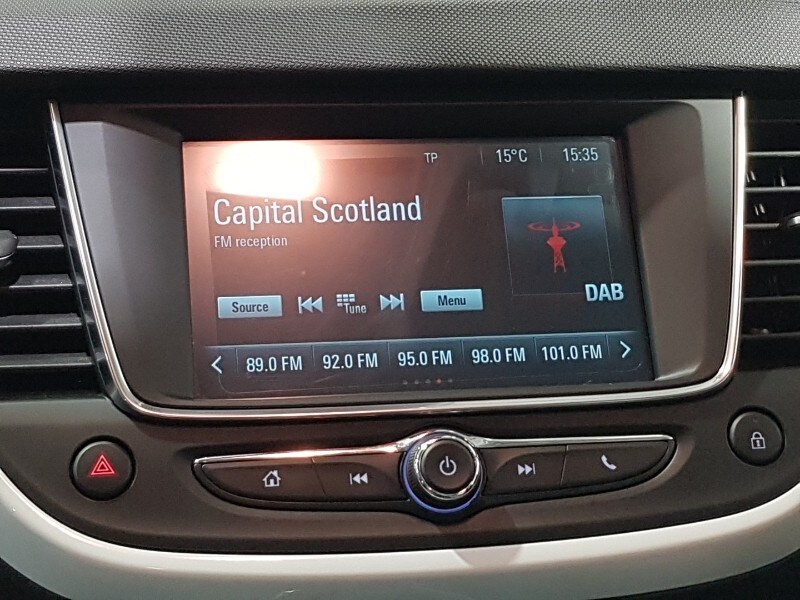 TP 15°C 15:35
Capital Scotland
FM reception
DAB
Source Tune Menu
89.0 FM 92.0 FM 95.0 FM 98.0 FM 101.0 FM